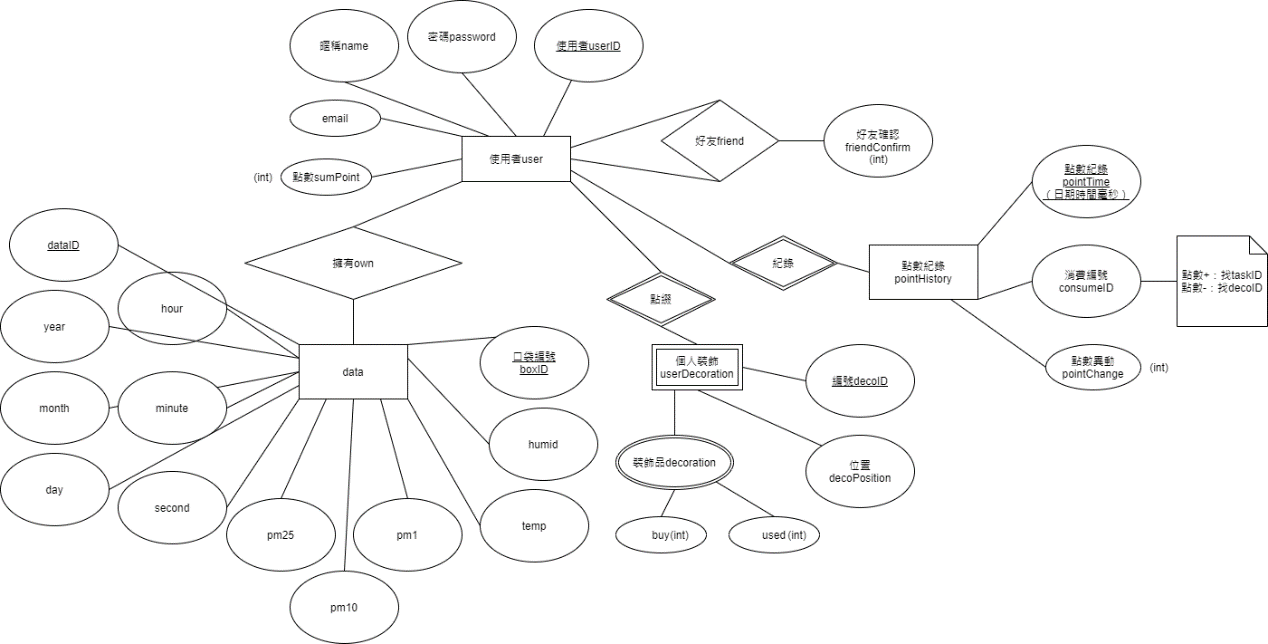 暱稱name
密碼password
使用者userID
email
(int)
點數sumPoint
使用者user
好友friend
好友確認
friendConfirm
(int)
點數紀錄
pointTime
(日期時間毫秒)
dataID
擁有own
紀錄
點數紀錄
pointHistory
消費編號
consumeID
點數+：找taskID
點數-：找decoID
hour
year
點綴
data
口袋編號
boxID
個人裝飾
userDecoration
編號decoID
點數異動
pointChange
(int)
month
minute
humid
裝飾品decoration
位置
decoPosition
day
second
pm25
pm1
temp
buy(int)
used (int)
pm10